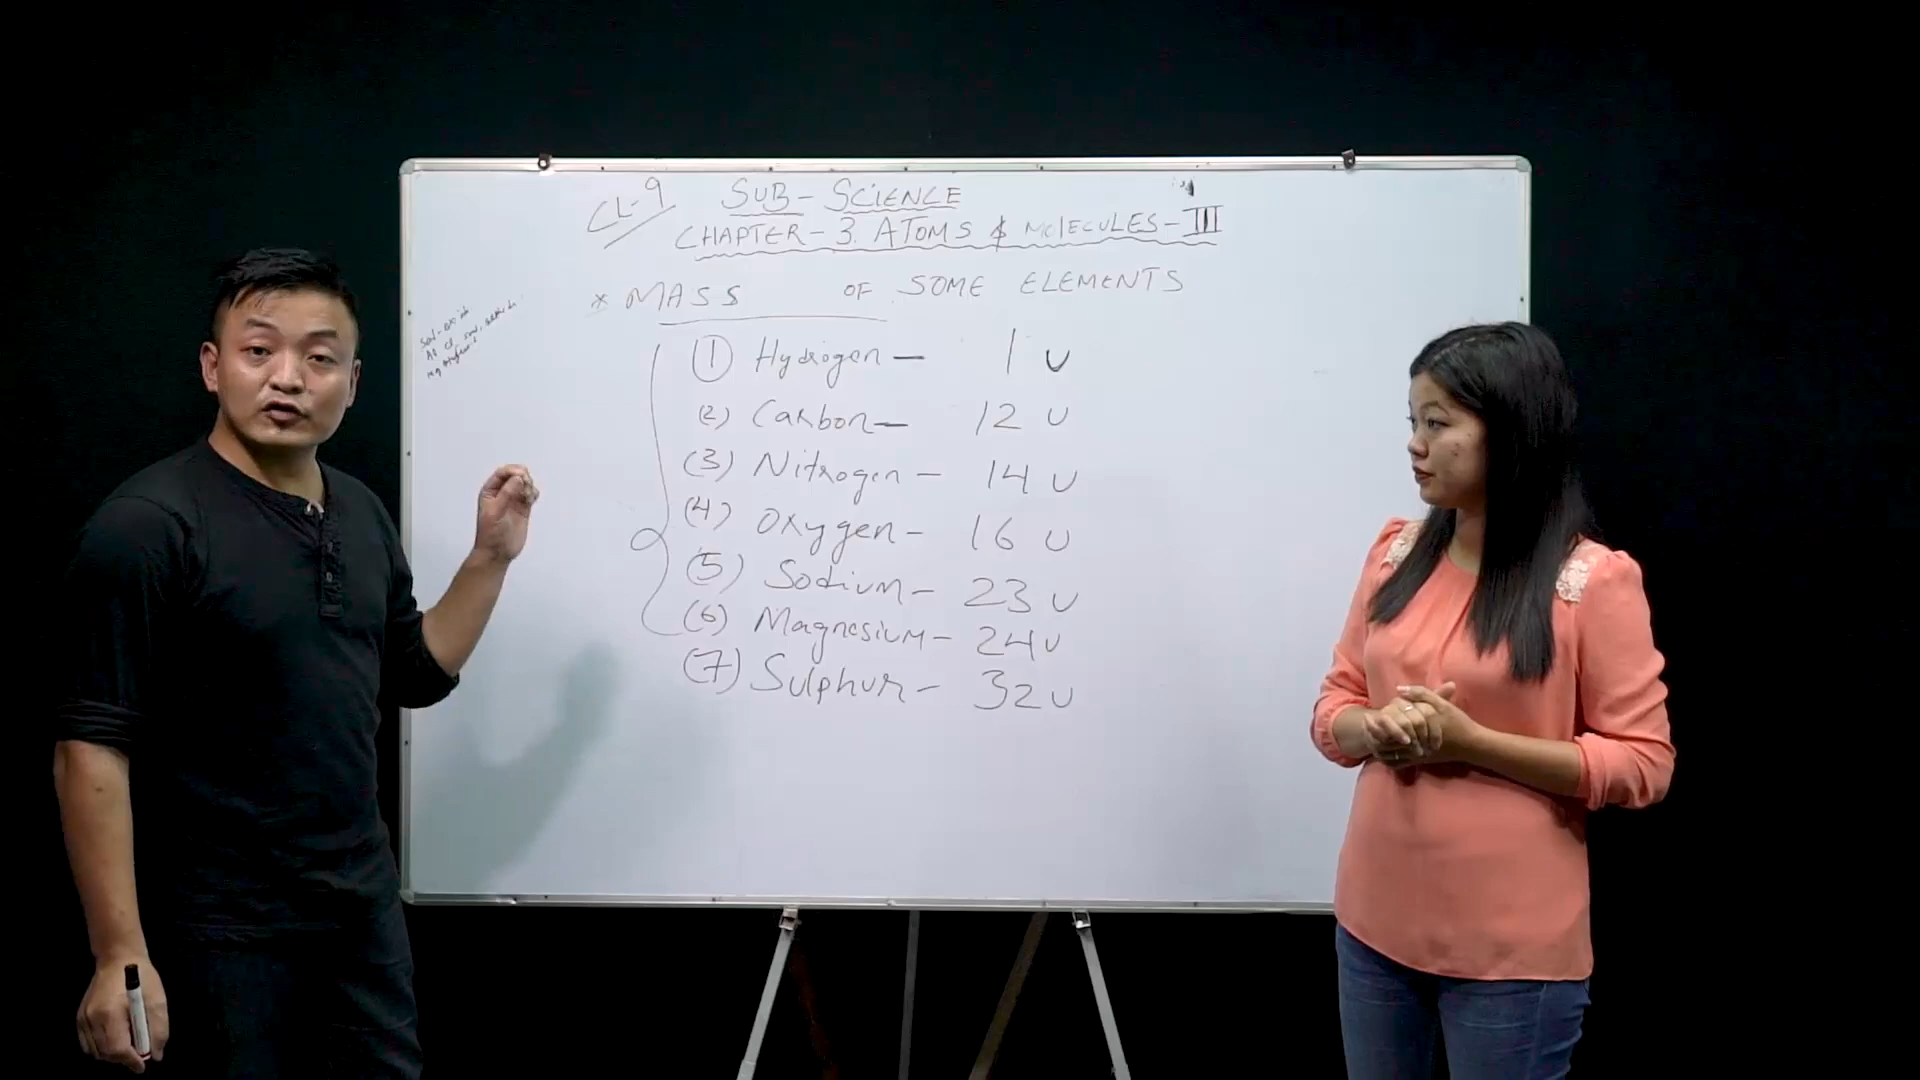 CL-9 SUB-SCIENCE
CHAPTER-3. ATOMS & MOLECULES-III
* MASS OF SOME ELEMENTS
(1) Hydrogen — 1 U
(2) Carbon — 12 U
(3) Nitrogen - 14 U
(4) Oxygen - 16 U
(5) Sodium - 23 U
(6) Magnesium - 24 U
(7) Sulphur - 32 U